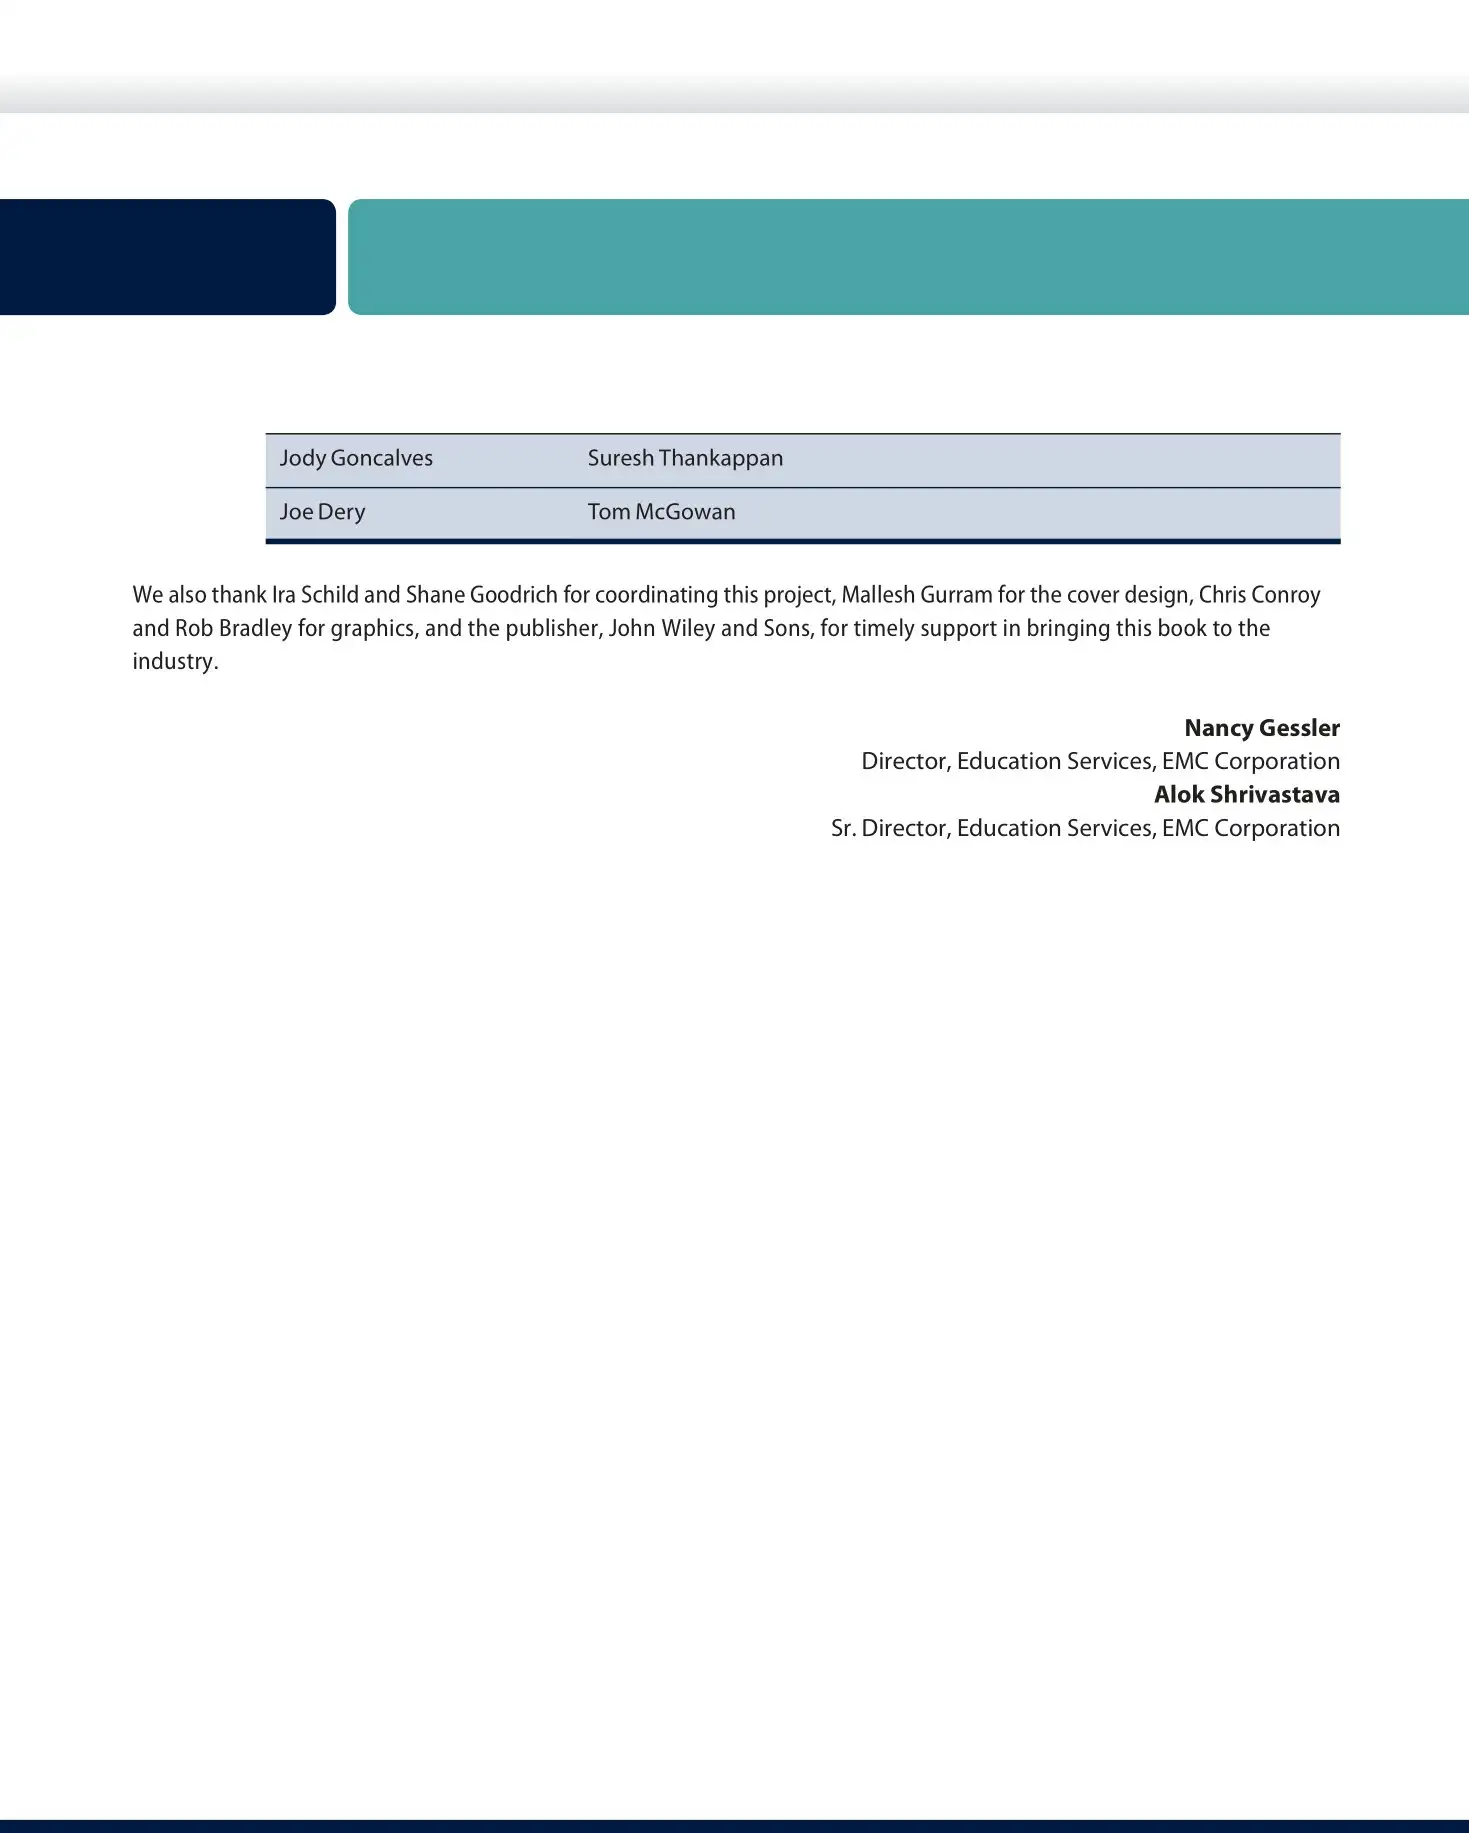 Jody Goncalves Suresh Thankappan
Joe Dery Tom McGowan
We also thank Ira Schild and Shane Goodrich for coordinating this project, Mallesh Gurram for the cover design, Chris Conroy
and Rob Bradley for graphics, and the publisher, John Wiley and Sons, for timely support in bringing this book to the
industry.
Nancy Gessler
Director, Education Services, EMC Corporation
Alok Shrivastava
Sr. Director, Education Services, EMC Corporation